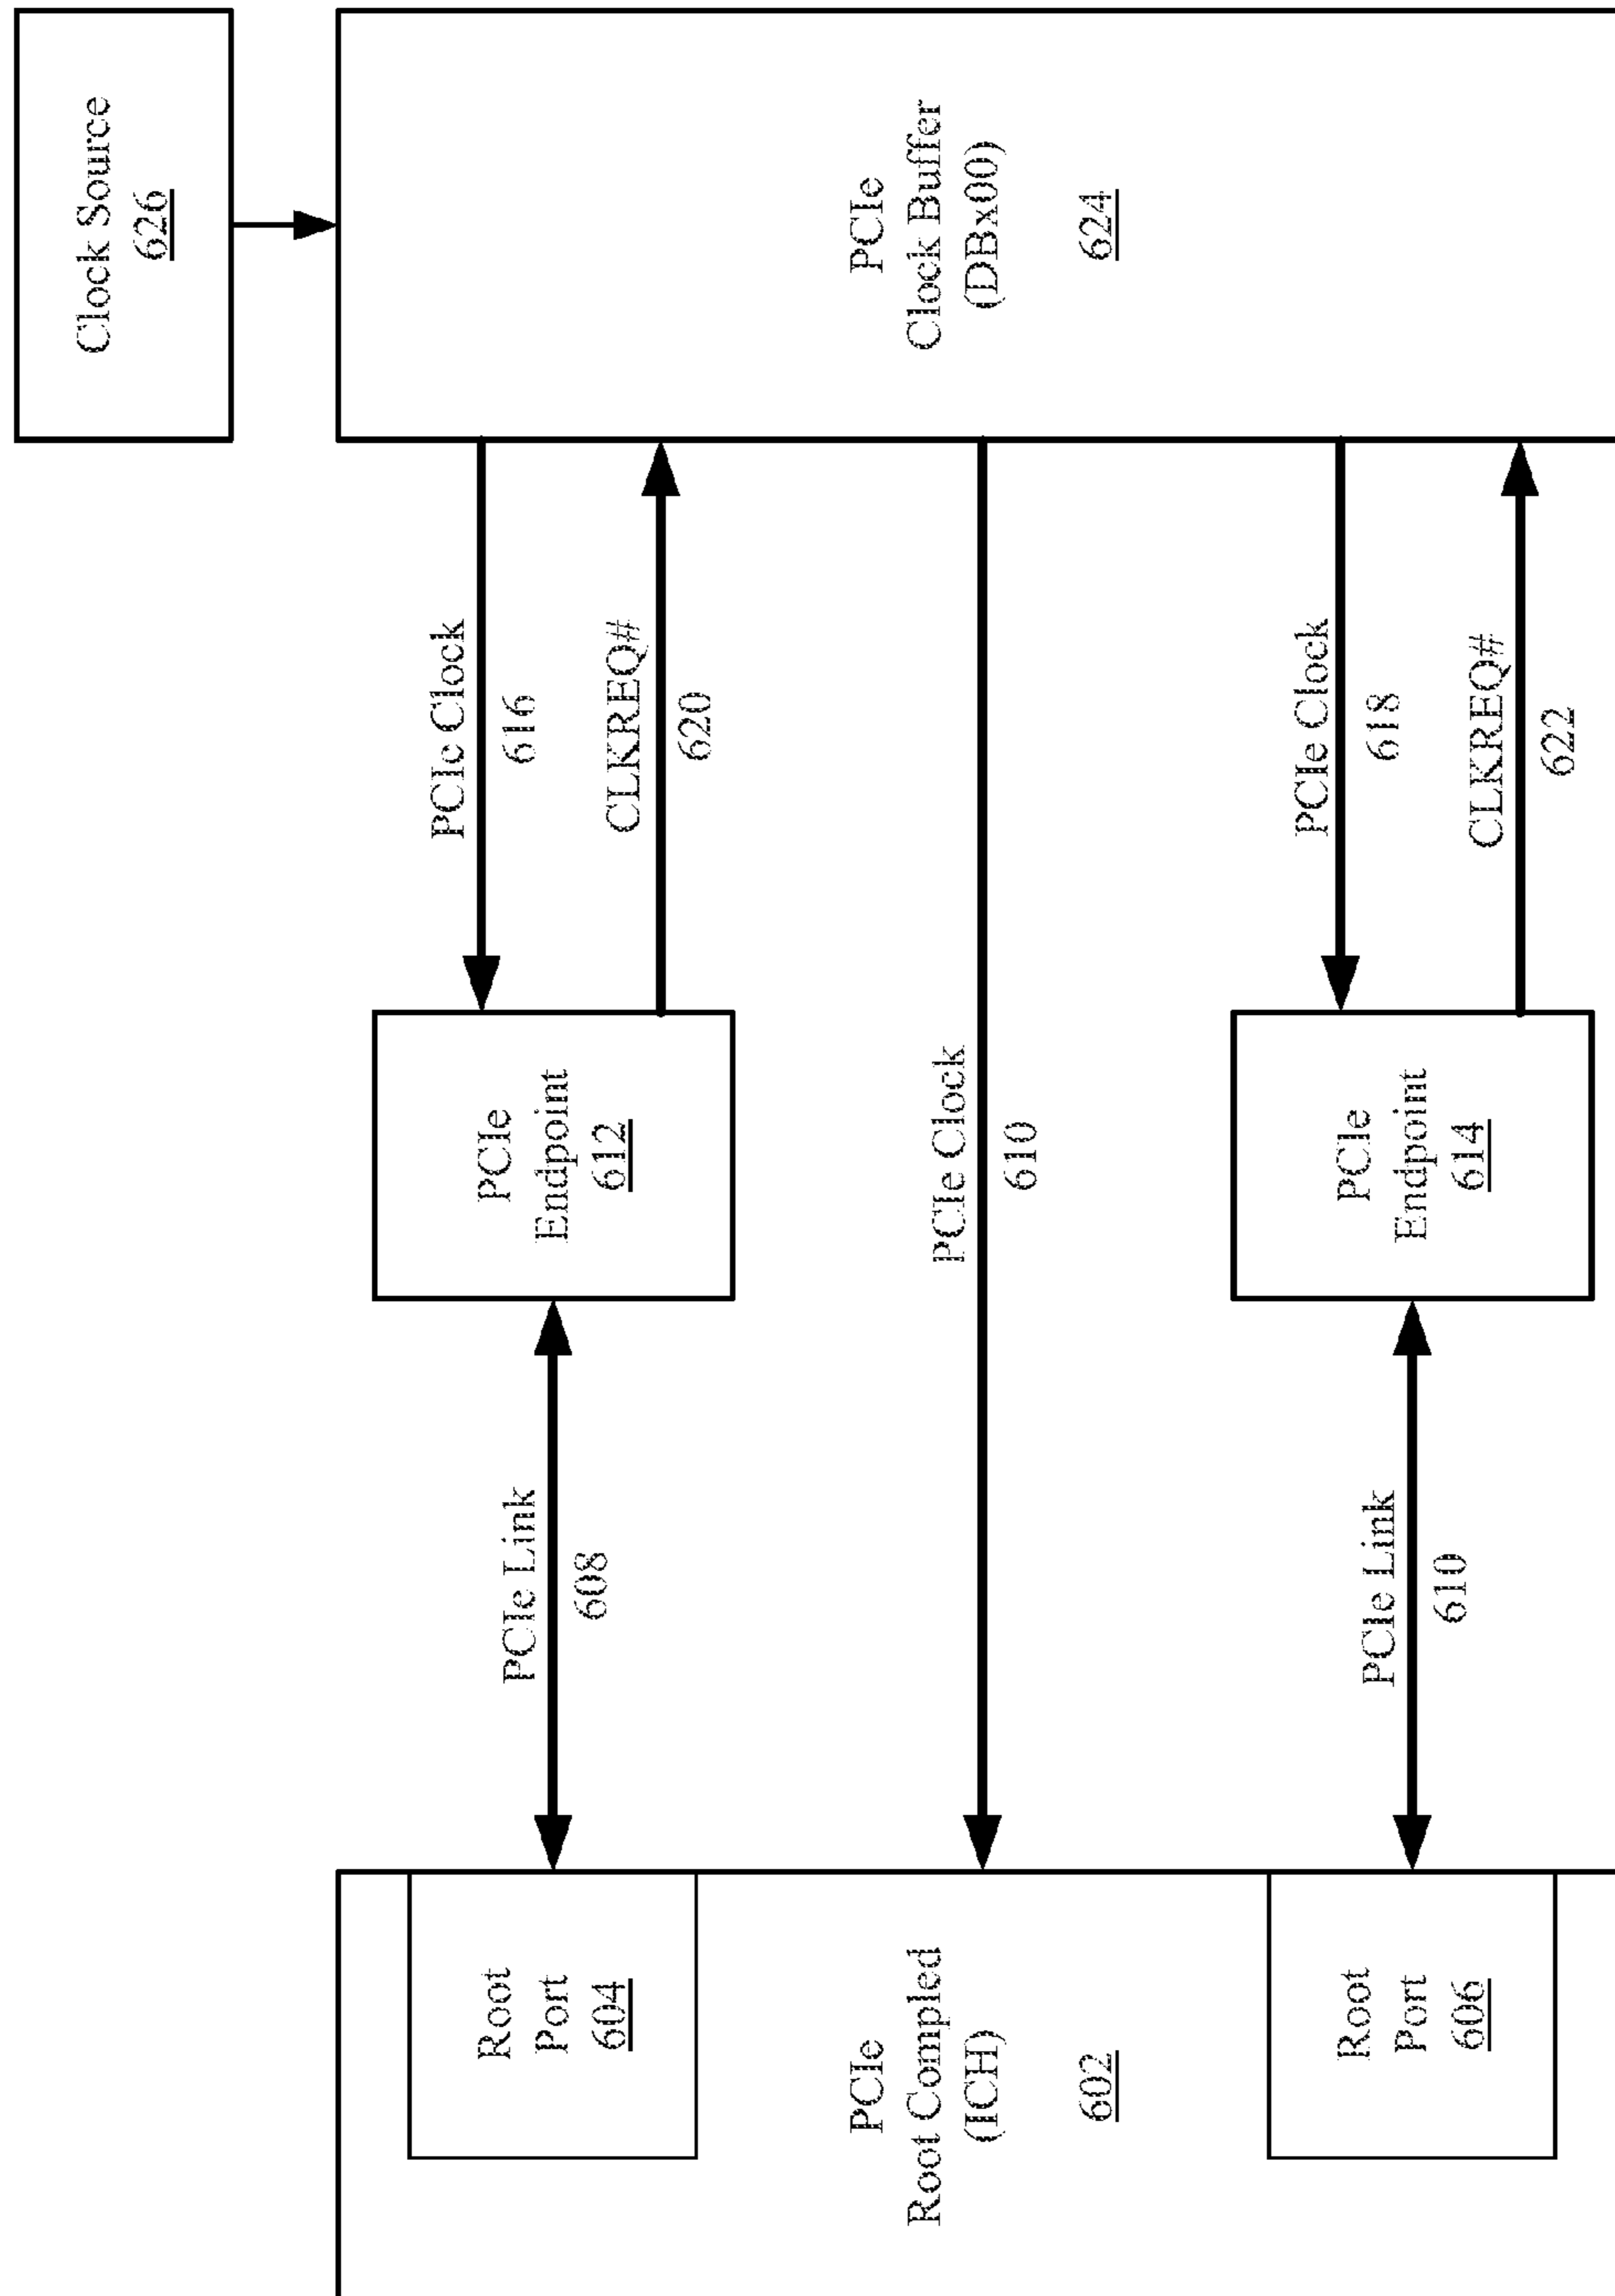 Clock Source
626
Root
Port
604
PCIe Link
608
PCIe
Endpoint
612
PCIe Clock
616
CLKREQ#
620
PCIe
Root Compled
(ICH)
602
PCIe Clock
610
PCIe
Clock Buffer
(DBx00)
624
Root
Port
606
PCIe Link
610
PCIe
Endpoint
614
PCIe Clock
618
CLKREQ#
622